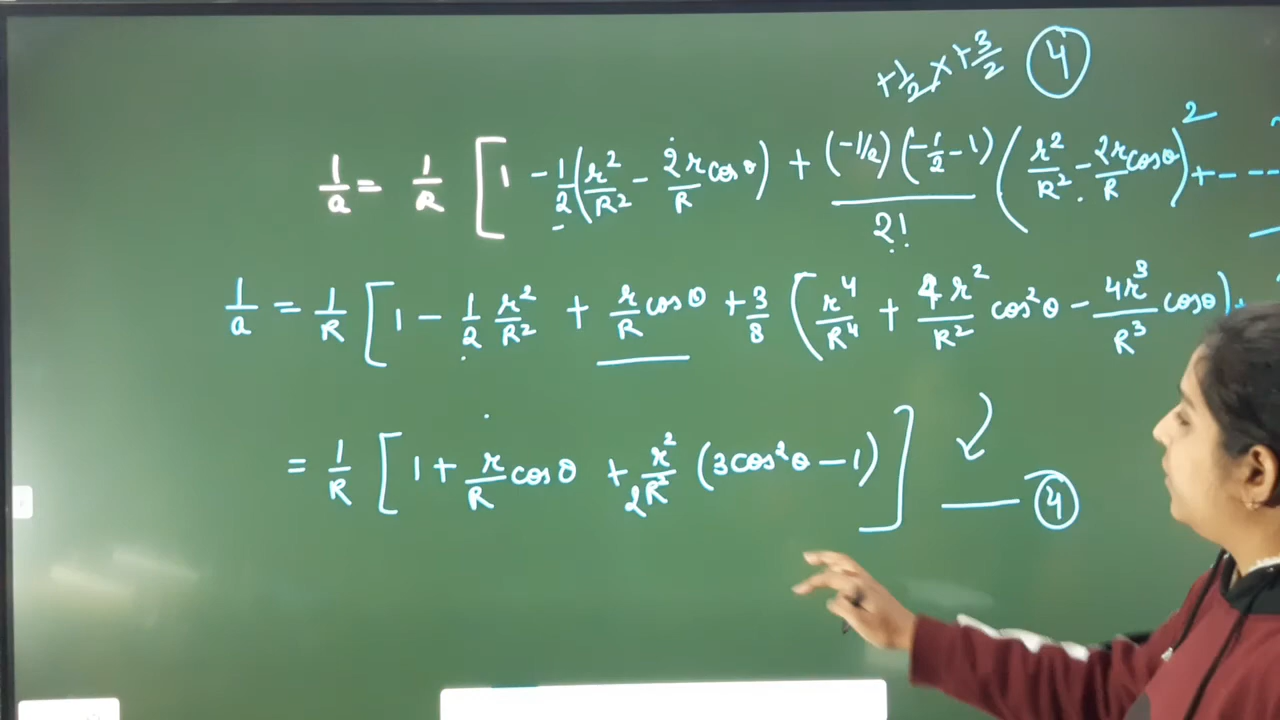 +1/2 × +3/2 ④
1/a = 1/R [1 - 1/2 (r²/R² - 2r/R cosθ) + (-1/2)(-1/2 - 1)/2! (r²/R² - 2r/R cosθ)² + ----
1/a = 1/R [1 - 1/2 r²/R² + r/R cosθ + 3/8 (r⁴/R⁴ + 4r²/R² cos²θ - 4r³/R³ cosθ) +
= 1/R [1 + r/R cosθ + r²/2R² (3cos²θ - 1)] — ④